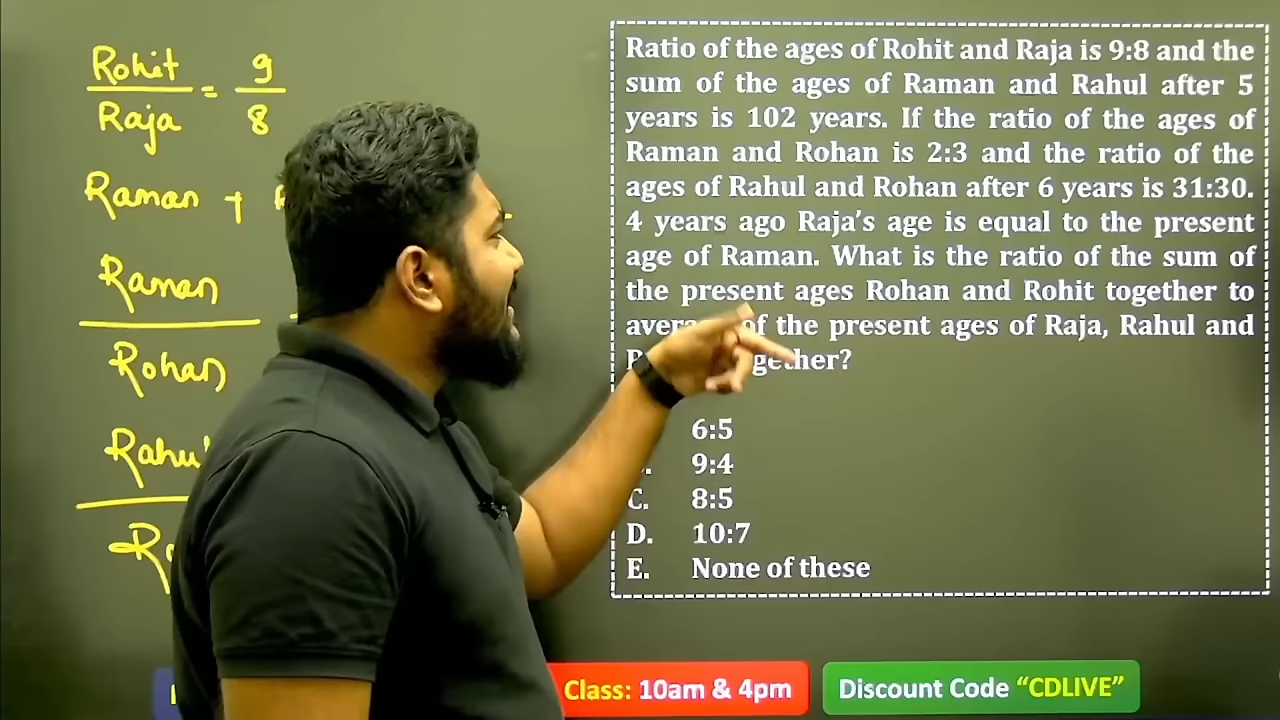 Rohit
Raja
= 9
8
Raman +
Raman
Rohan
Ratio of the ages of Rohit and Raja is 9:8 and the
sum of the ages of Raman and Rahul after 5
years is 102 years. If the ratio of the ages of
Raman and Rohan is 2:3 and the ratio of the
ages of Rahul and Rohan after 6 years is 31:30.
4 years ago Raja’s age is equal to the present
age of Raman. What is the ratio of the sum of
the present ages Rohan and Rohit together to
of the present ages of Raja, Rahul and
6:5
9:4
C. 8:5
D. 10:7
E. None of these
Class: 10am & 4pm
Discount Code “CDLIVE”